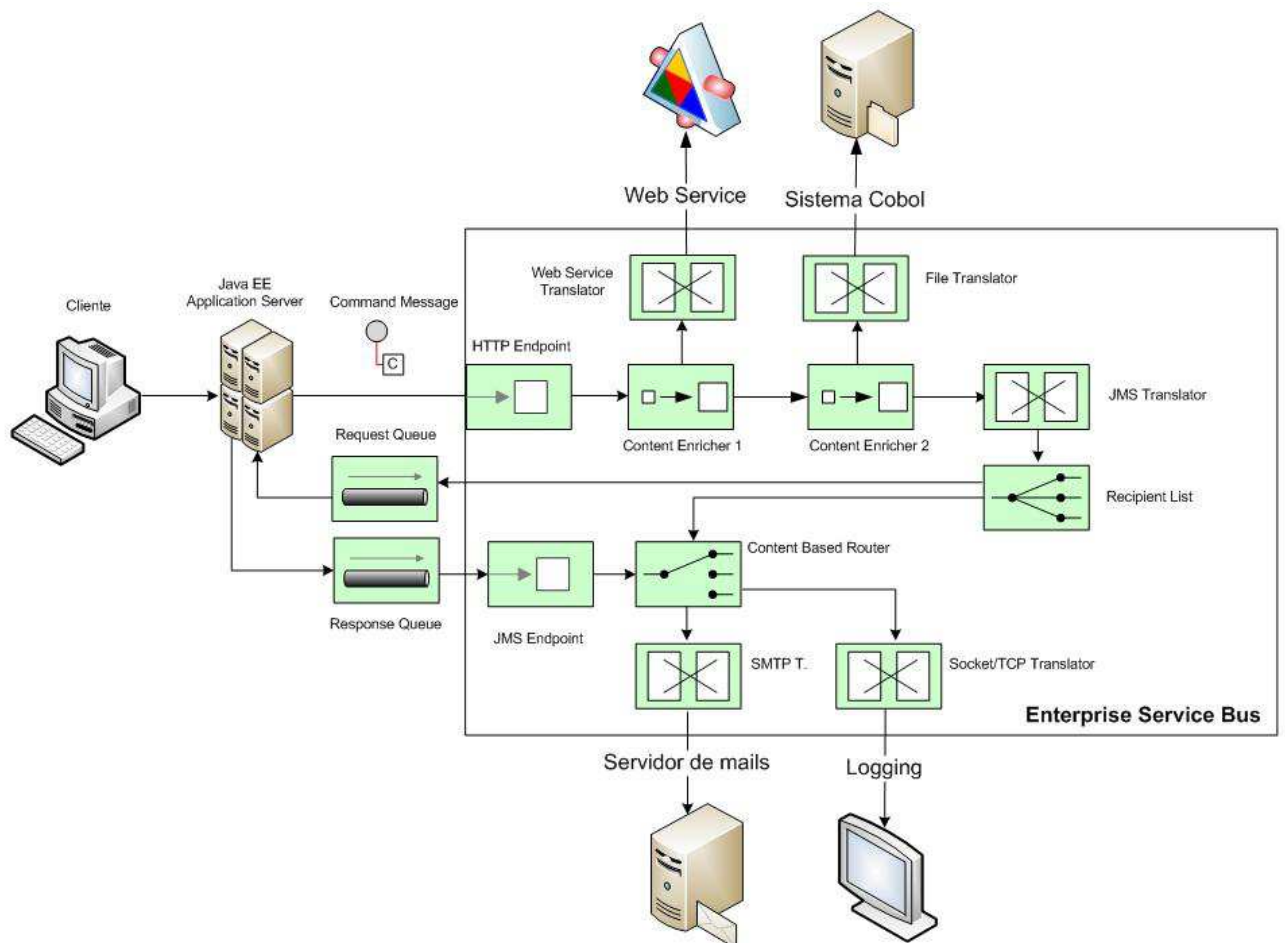 Web Service
Sistema Cobol
Web Service
Translator
File Translator
Java EE
Application Server
Command Message
Cliente
C
HTTP Endpoint
JMS Translator
Request Queue
Content Enricher 1
Content Enricher 2
Recipient List
Content Based Router
Response Queue
JMS Endpoint
SMTP T.
Socket/TCP Translator
Enterprise Service Bus
Servidor de mails
Logging